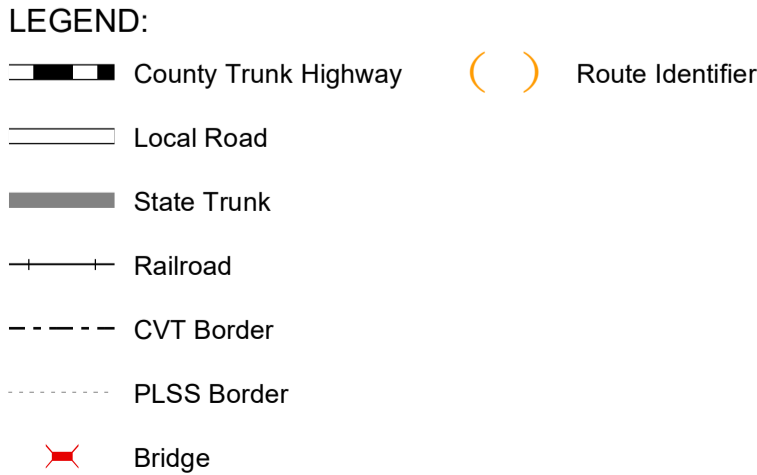 LEGEND:
County Trunk Highway
Route Identifier
Local Road
State Trunk
Railroad
CVT Border
PLSS Border
Bridge